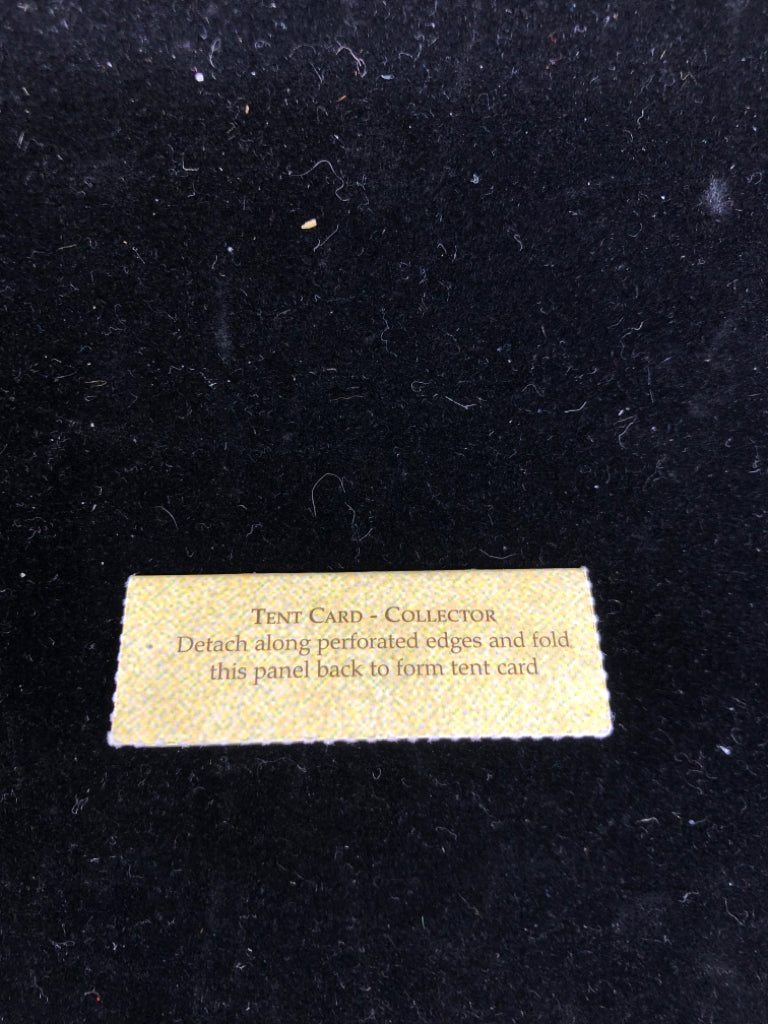 TENT CARD - COLLECTOR
Detach along perforated edges and fold
this panel back to form tent card